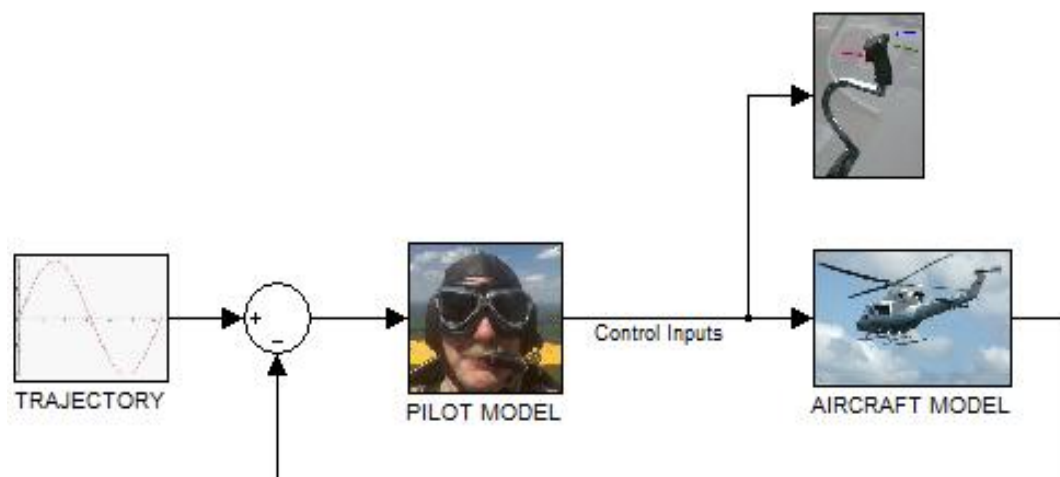 +
−
Control Inputs
TRAJECTORY
PILOT MODEL
AIRCRAFT MODEL